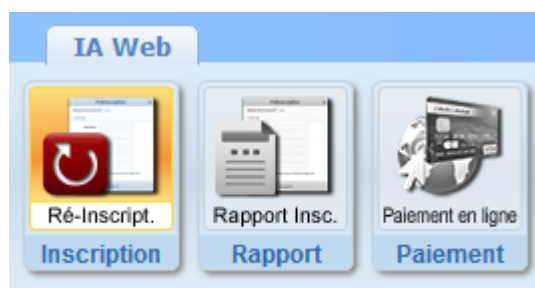 IA Web
Ré-Inscript.
Rapport Insc.
Paiement en ligne
Inscription
Rapport
Paiement